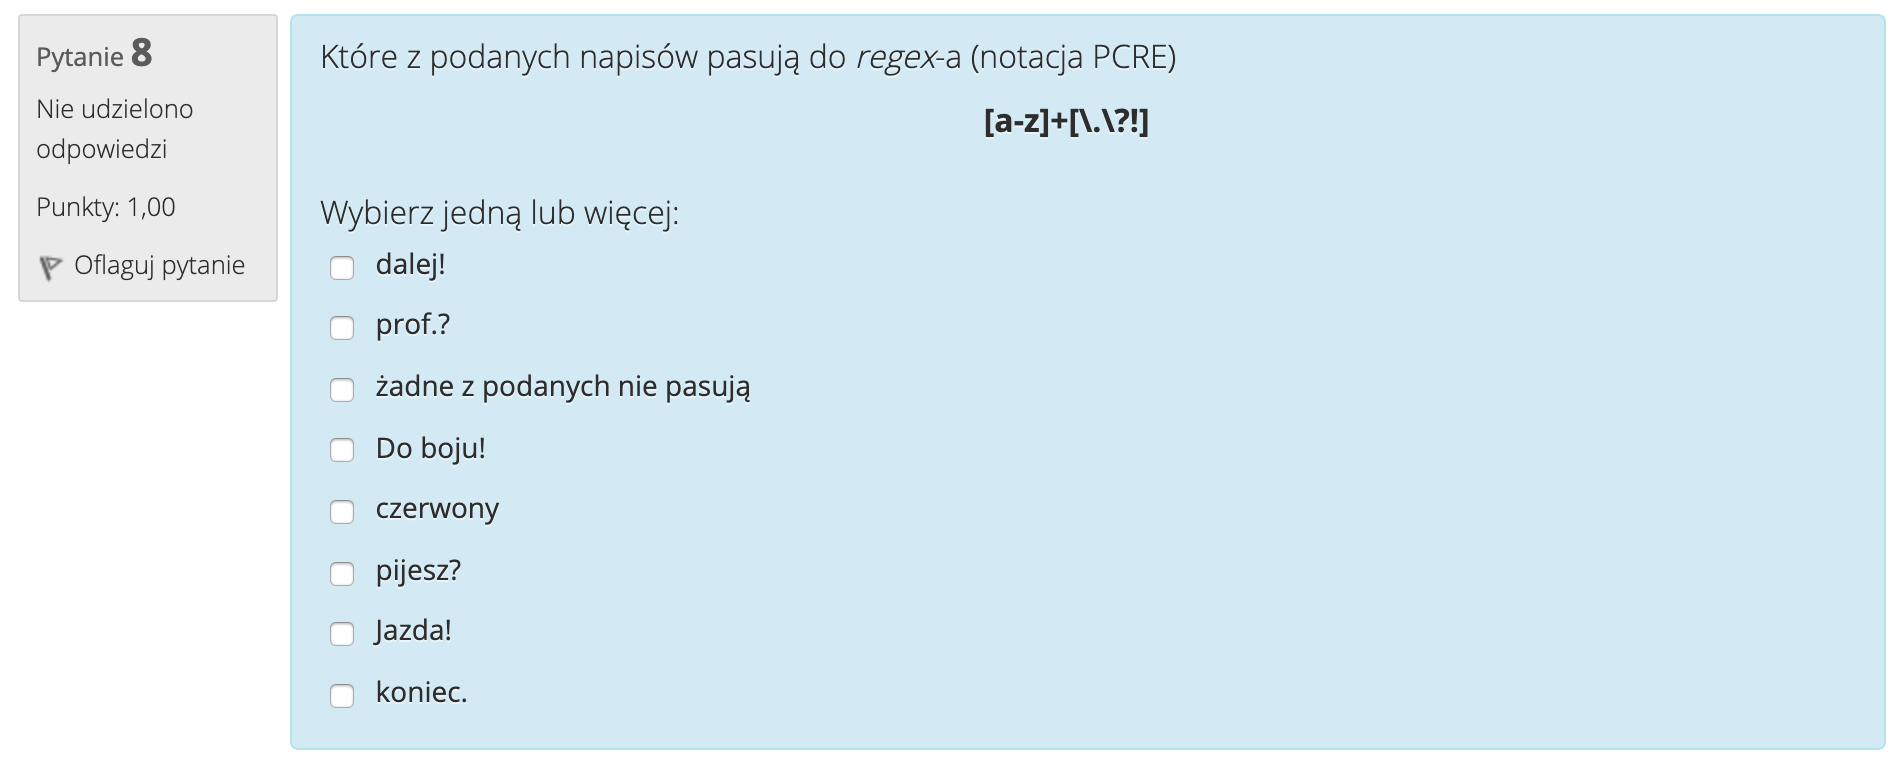 Pytanie 8
Nie udzielono
odpowiedzi
Punkty: 1,00
Oflaguj pytanie
Które z podanych napisów pasują do regex-a (notacja PCRE)
[a-z]+[\.\?!]
Wybierz jedną lub więcej:
dalej!
prof.?
żadne z podanych nie pasują
Do boju!
czerwony
pijesz?
Jazda!
koniec.